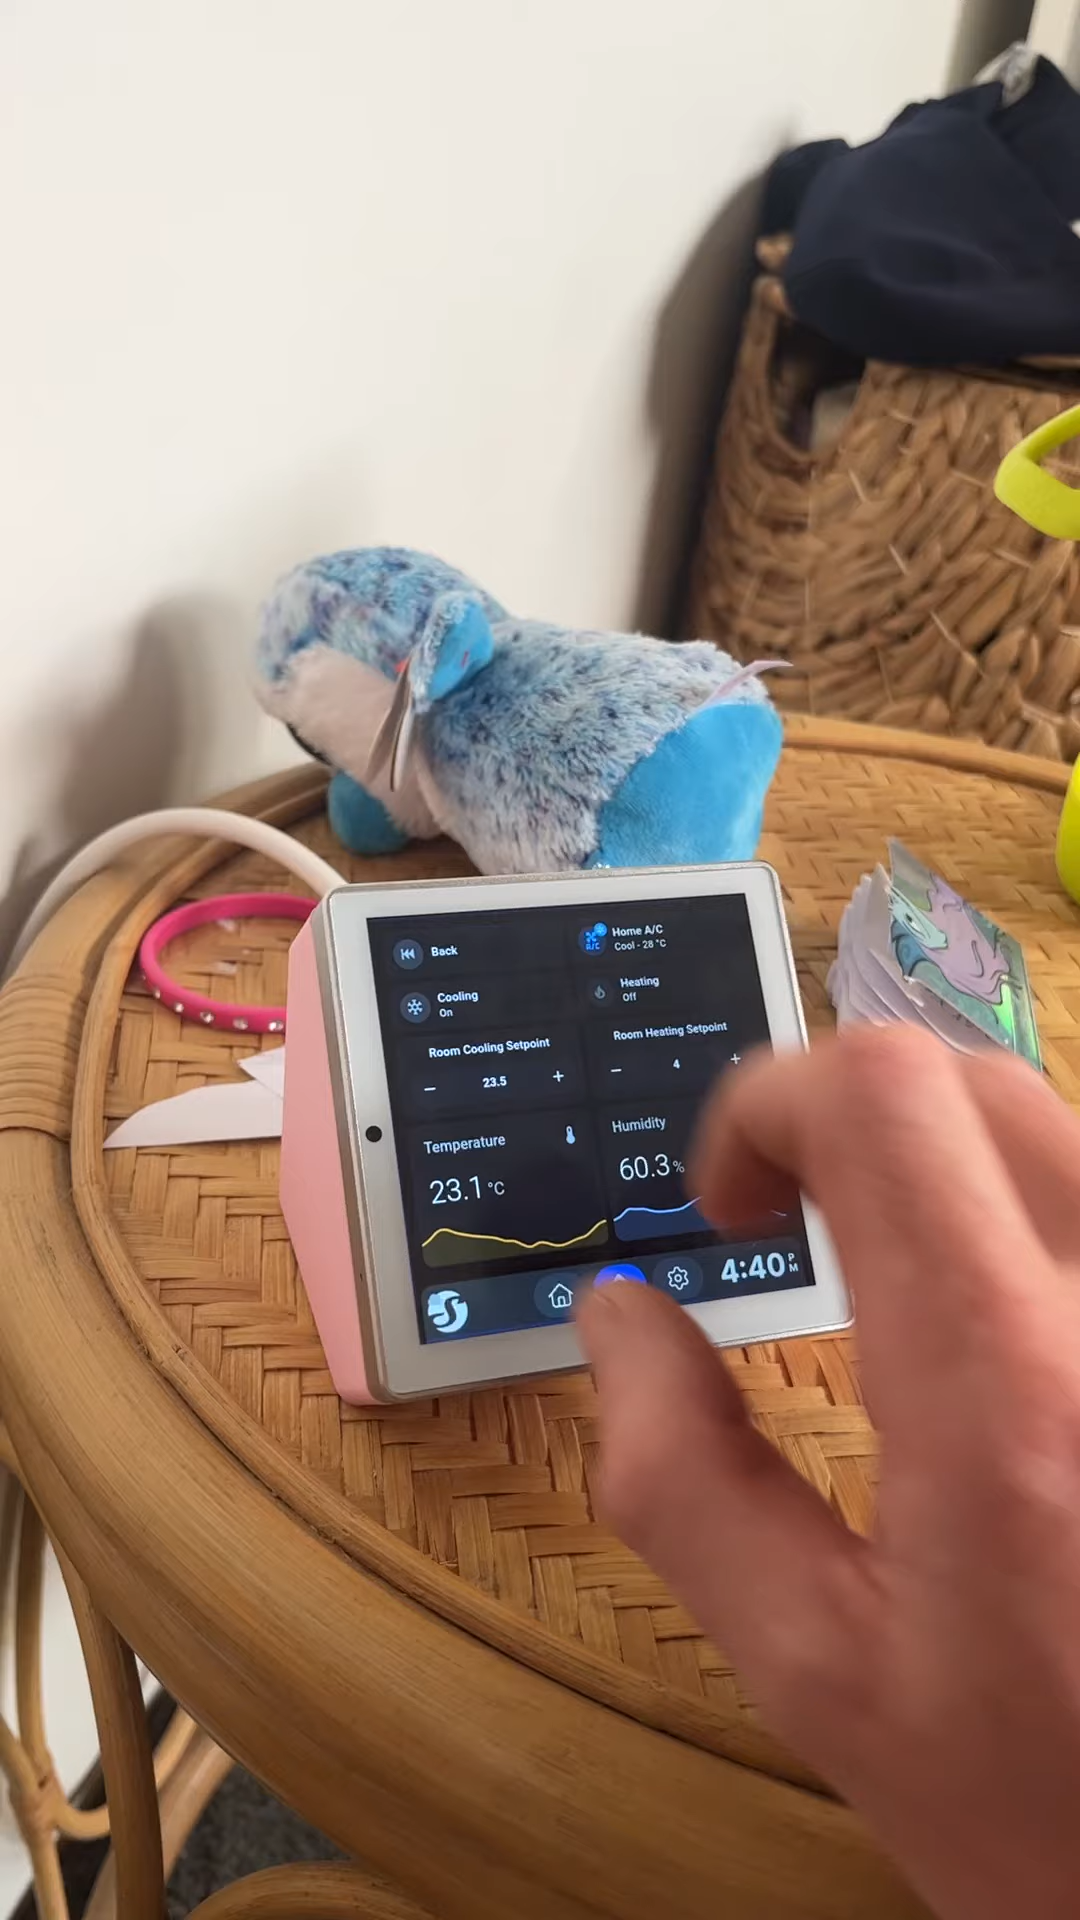 Back
Home A/C
Cool - 28 °C
Cooling
On
Heating
Off
Room Cooling Setpoint
Room Heating Setpoint
− 23.5 +
− 4 +
Temperature
Humidity
23.1 °C
60.3 %
4:40 PM